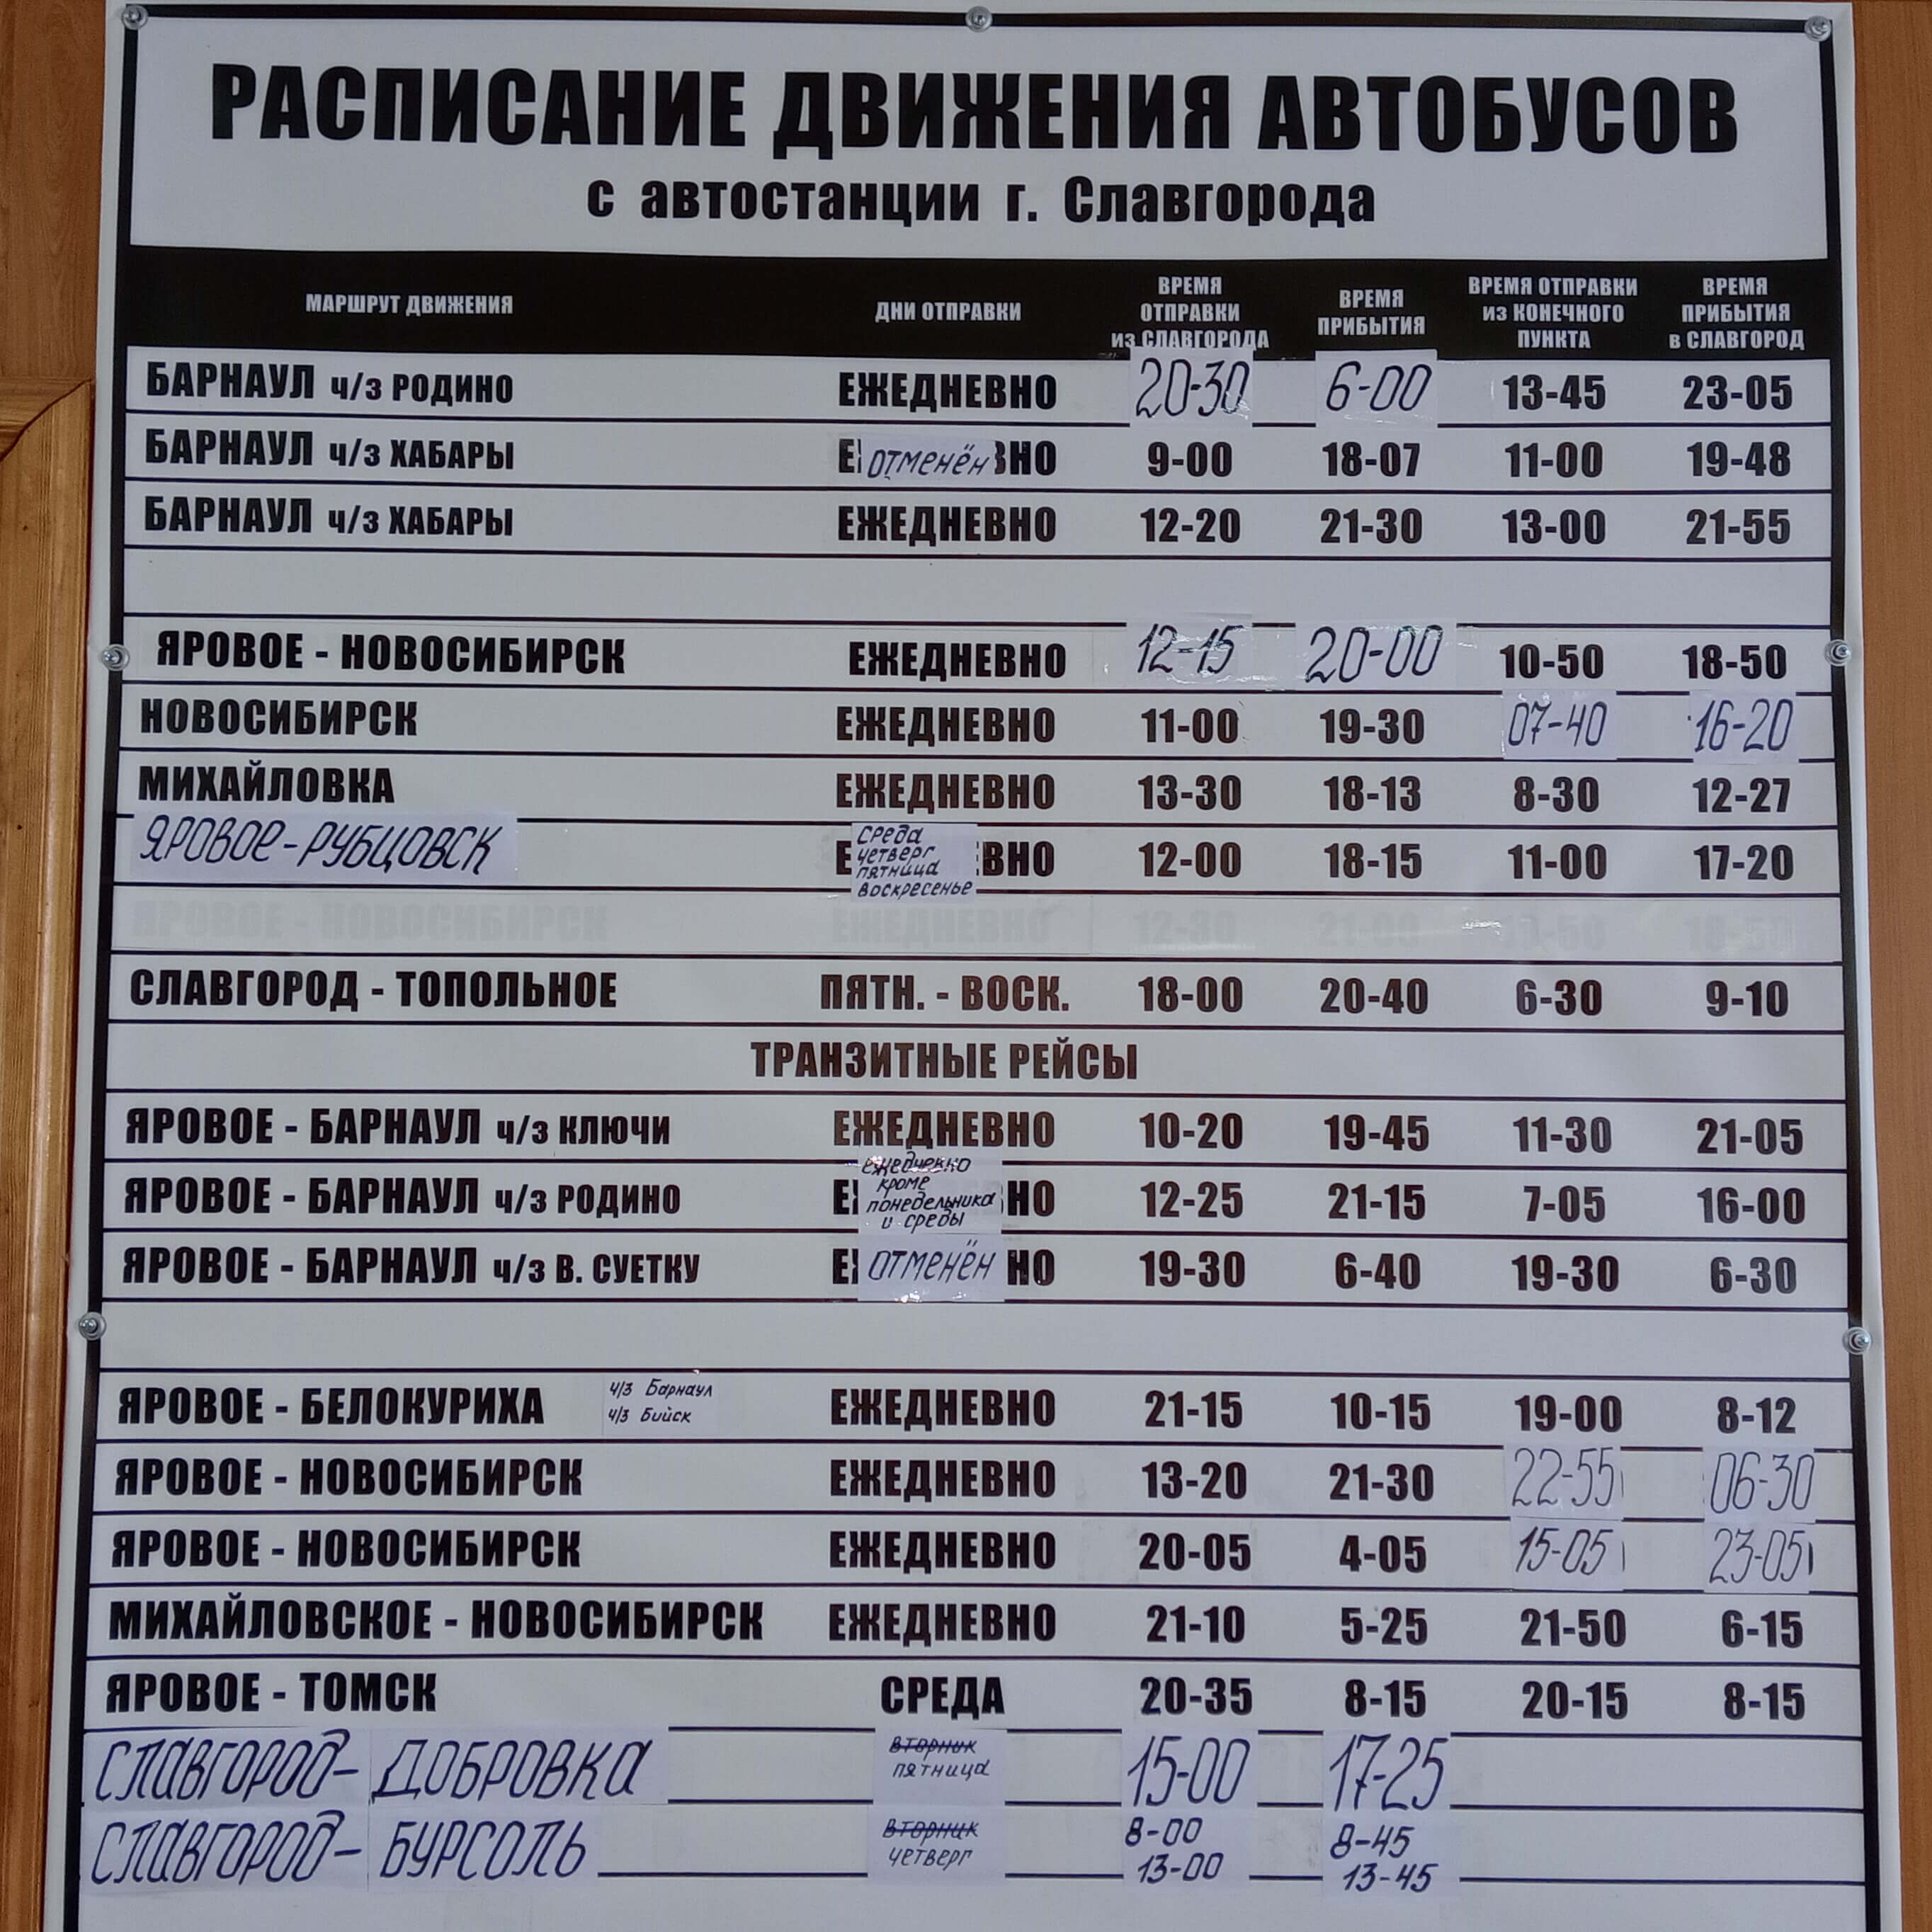 РАСПИСАНИЕ ДВИЖЕНИЯ АВТОБУСОВ
с автостанции г. Славгорода
МАРШРУТ ДВИЖЕНИЯ ДНИ ОТПРАВКИ ВРЕМЯ ОТПРАВКИ из СЛАВГОРОДА ВРЕМЯ ПРИБЫТИЯ ВРЕМЯ ОТПРАВКИ из КОНЕЧНОГО ПУНКТА ВРЕМЯ ПРИБЫТИЯ в СЛАВГОРОД
БАРНАУЛ ч/з РОДИНО ЕЖЕДНЕВНО 20-30 6-00 13-45 23-05
БАРНАУЛ ч/з ХАБАРЫ ОТМЕНЁН 9-00 18-07 11-00 19-48
БАРНАУЛ ч/з ХАБАРЫ ЕЖЕДНЕВНО 12-20 21-30 13-00 21-55
ЯРОВОЕ - НОВОСИБИРСК ЕЖЕДНЕВНО 12-15 20-00 10-50 18-50
НОВОСИБИРСК ЕЖЕДНЕВНО 11-00 19-30 07-40 16-20
МИХАЙЛОВКА ЕЖЕДНЕВНО 13-30 18-13 8-30 12-27
ЯРОВОЕ-РУБЦОВСК среда четверг пятница воскресенье 12-00 18-15 11-00 17-20
СЛАВГОРОД - ТОПОЛЬНОЕ ПЯТН. - ВОСК. 18-00 20-40 6-30 9-10
ТРАНЗИТНЫЕ РЕЙСЫ
ЯРОВОЕ - БАРНАУЛ ч/з КЛЮЧИ ЕЖЕДНЕВНО 10-20 19-45 11-30 21-05
ЯРОВОЕ - БАРНАУЛ ч/з РОДИНО ежедневно кроме понедельника и среды 12-25 21-15 7-05 16-00
ЯРОВОЕ - БАРНАУЛ ч/з В. СУЕТКУ ОТМЕНЁН 19-30 6-40 19-30 6-30
ЯРОВОЕ - БЕЛОКУРИХА ч/з Барнаул ч/з Бийск ЕЖЕДНЕВНО 21-15 10-15 19-00 8-12
ЯРОВОЕ - НОВОСИБИРСК ЕЖЕДНЕВНО 13-20 21-30 22-55 06-30
ЯРОВОЕ - НОВОСИБИРСК ЕЖЕДНЕВНО 20-05 4-05 15-05 23-05
МИХАЙЛОВСКОЕ - НОВОСИБИРСК ЕЖЕДНЕВНО 21-10 5-25 21-50 6-15
ЯРОВОЕ - ТОМСК СРЕДА 20-35 8-15 20-15 8-15
СЛАВГОРОД- ДОБРОВКА вторник пятница 15-00 17-25
СЛАВГОРОД- БУРСОЛЬ вторник четверг 8-00 13-00 8-45 13-45